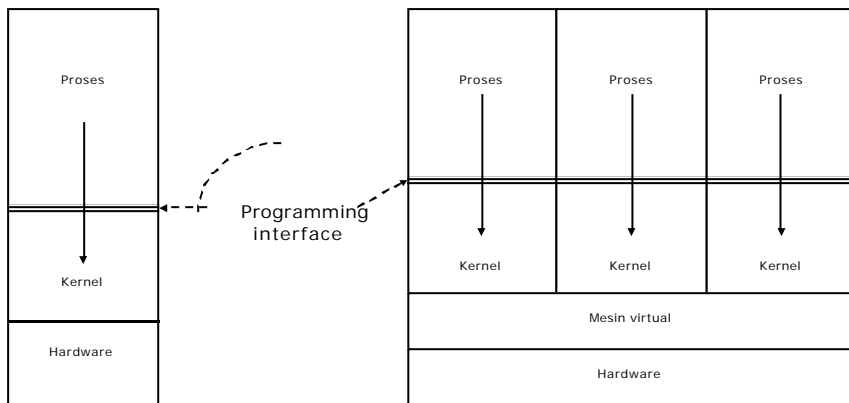 Proses
Kernel
Hardware
Programming
interface
Proses Proses Proses
Kernel Kernel Kernel
Mesin virtual
Hardware